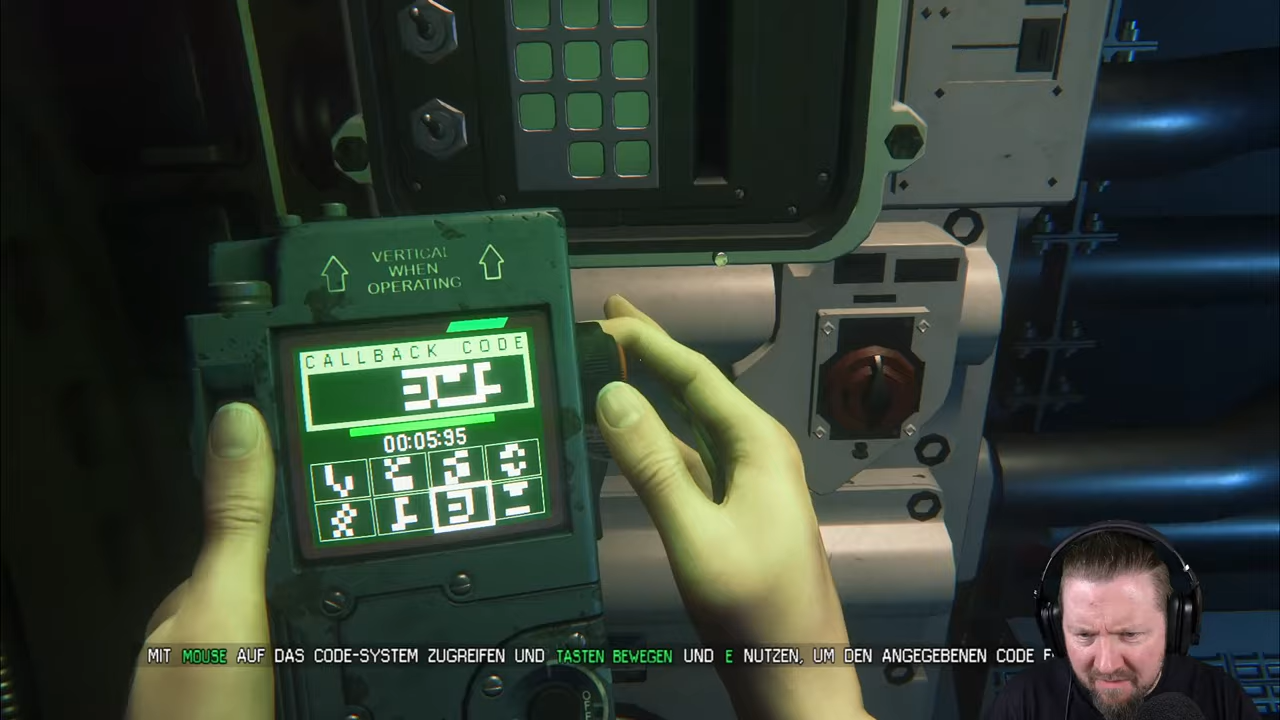 VERTICAL
WHEN
OPERATING
CALLBACK CODE
00:05:95
MIT MOUSE AUF DAS CODE-SYSTEM ZUGREIFEN UND TASTEN BEWEGEN UND E NUTZEN, UM DEN ANGEGEBENEN CODE